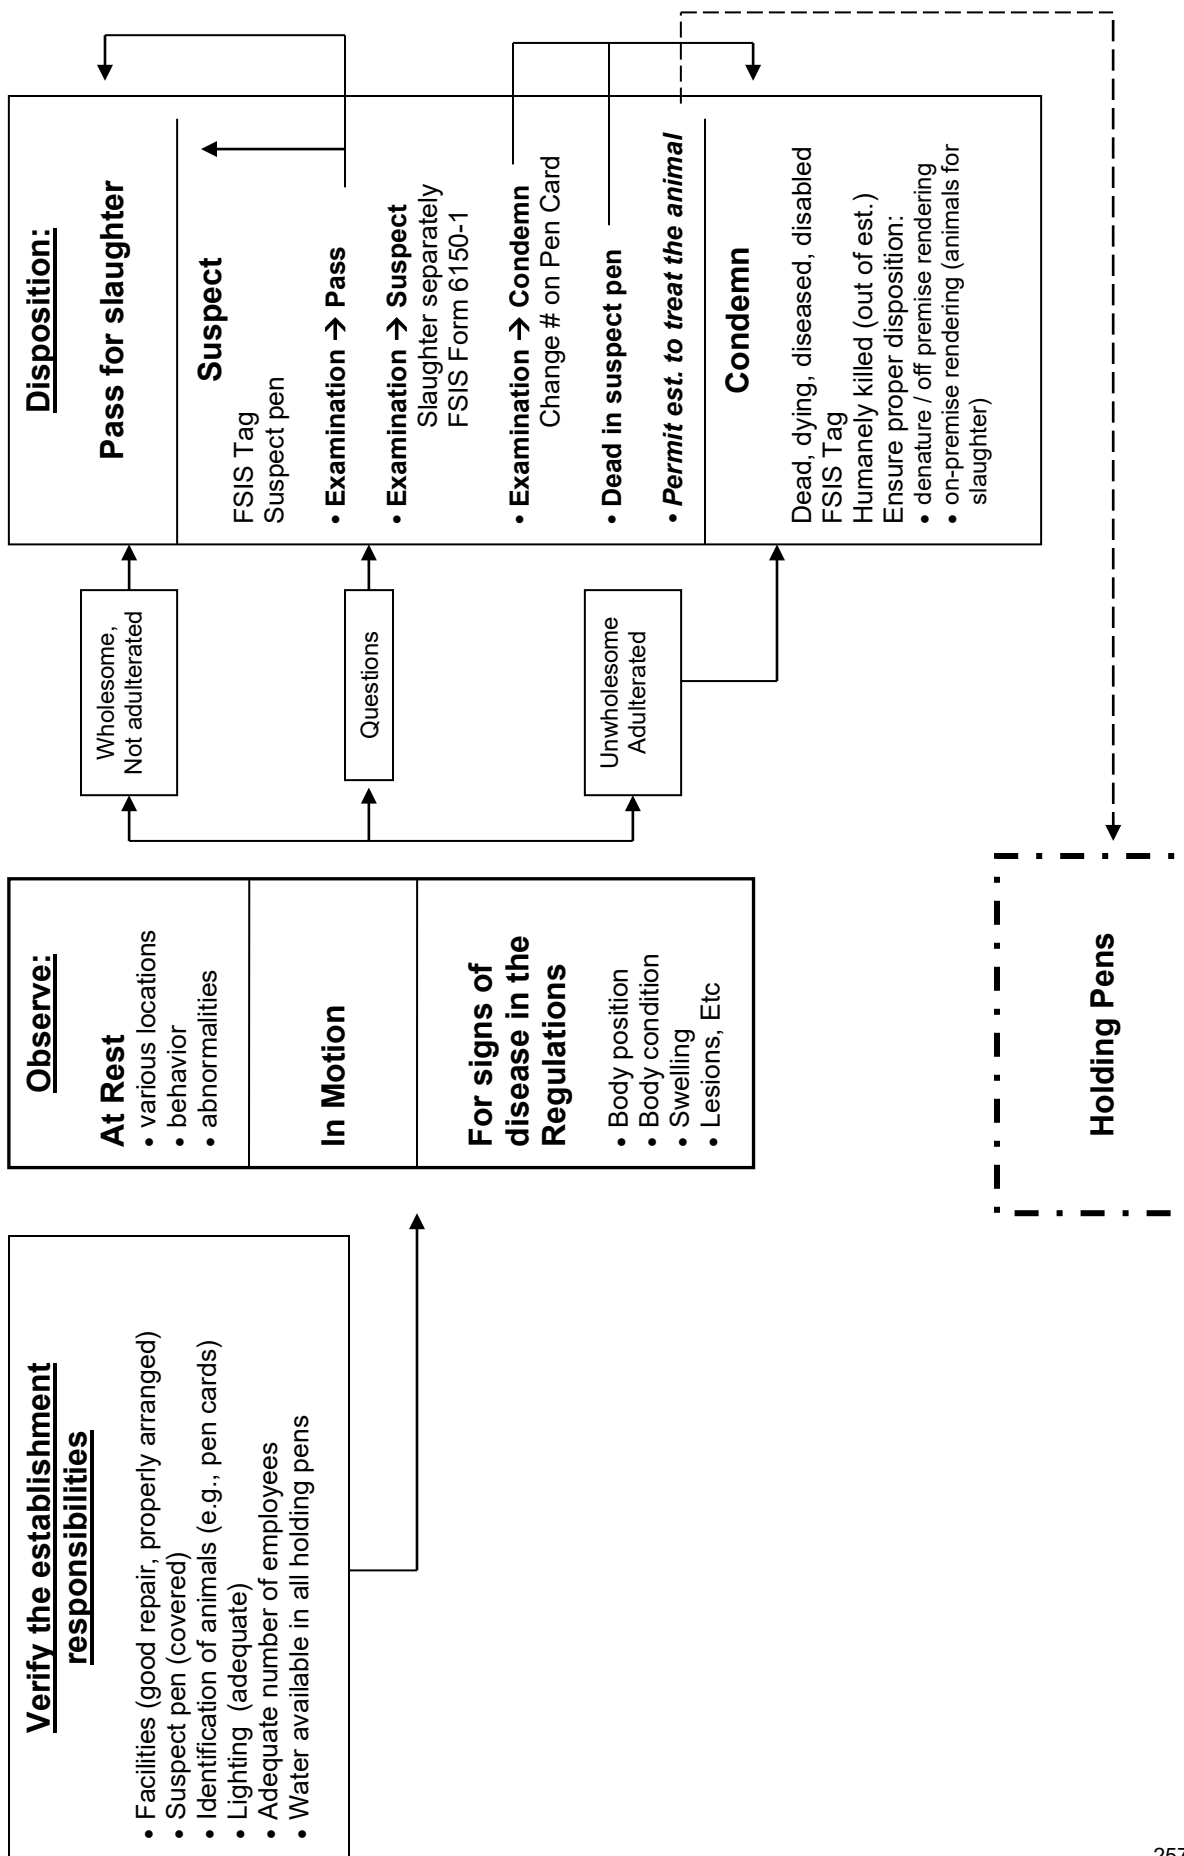 Verify the establishment
responsibilities
• Facilities (good repair, properly arranged)
• Suspect pen (covered)
• Identification of animals (e.g., pen cards)
• Lighting (adequate)
• Adequate number of employees
• Water available in all holding pens
Observe:
At Rest
• various locations
• behavior
• abnormalities
In Motion
For signs of
disease in the
Regulations
• Body position
• Body condition
• Swelling
• Lesions, Etc
Wholesome,
Not adulterated
Questions
Unwholesome
Adulterated
Disposition:
Pass for slaughter
Suspect
FSIS Tag
Suspect pen
• Examination → Pass
• Examination → Suspect
Slaughter separately
FSIS Form 6150-1
• Examination → Condemn
Change # on Pen Card
• Dead in suspect pen
• Permit est. to treat the animal
Condemn
Dead, dying, diseased, disabled
FSIS Tag
Humanely killed (out of est.)
Ensure proper disposition:
• denature / off premise rendering
• on-premise rendering (animals for
slaughter)
Holding Pens
257